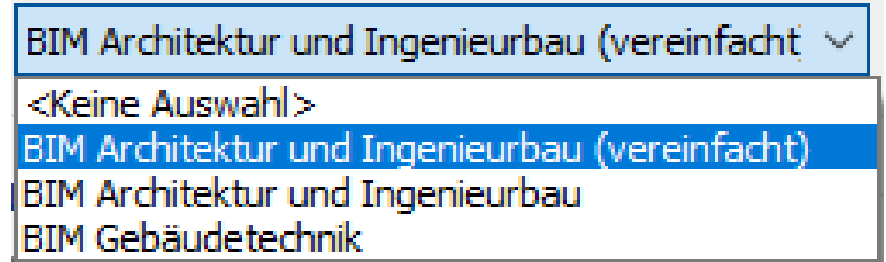 BIM Architektur und Ingenieurbau (vereinfacht
<Keine Auswahl>
BIM Architektur und Ingenieurbau (vereinfacht)
BIM Architektur und Ingenieurbau
BIM Gebäudetechnik